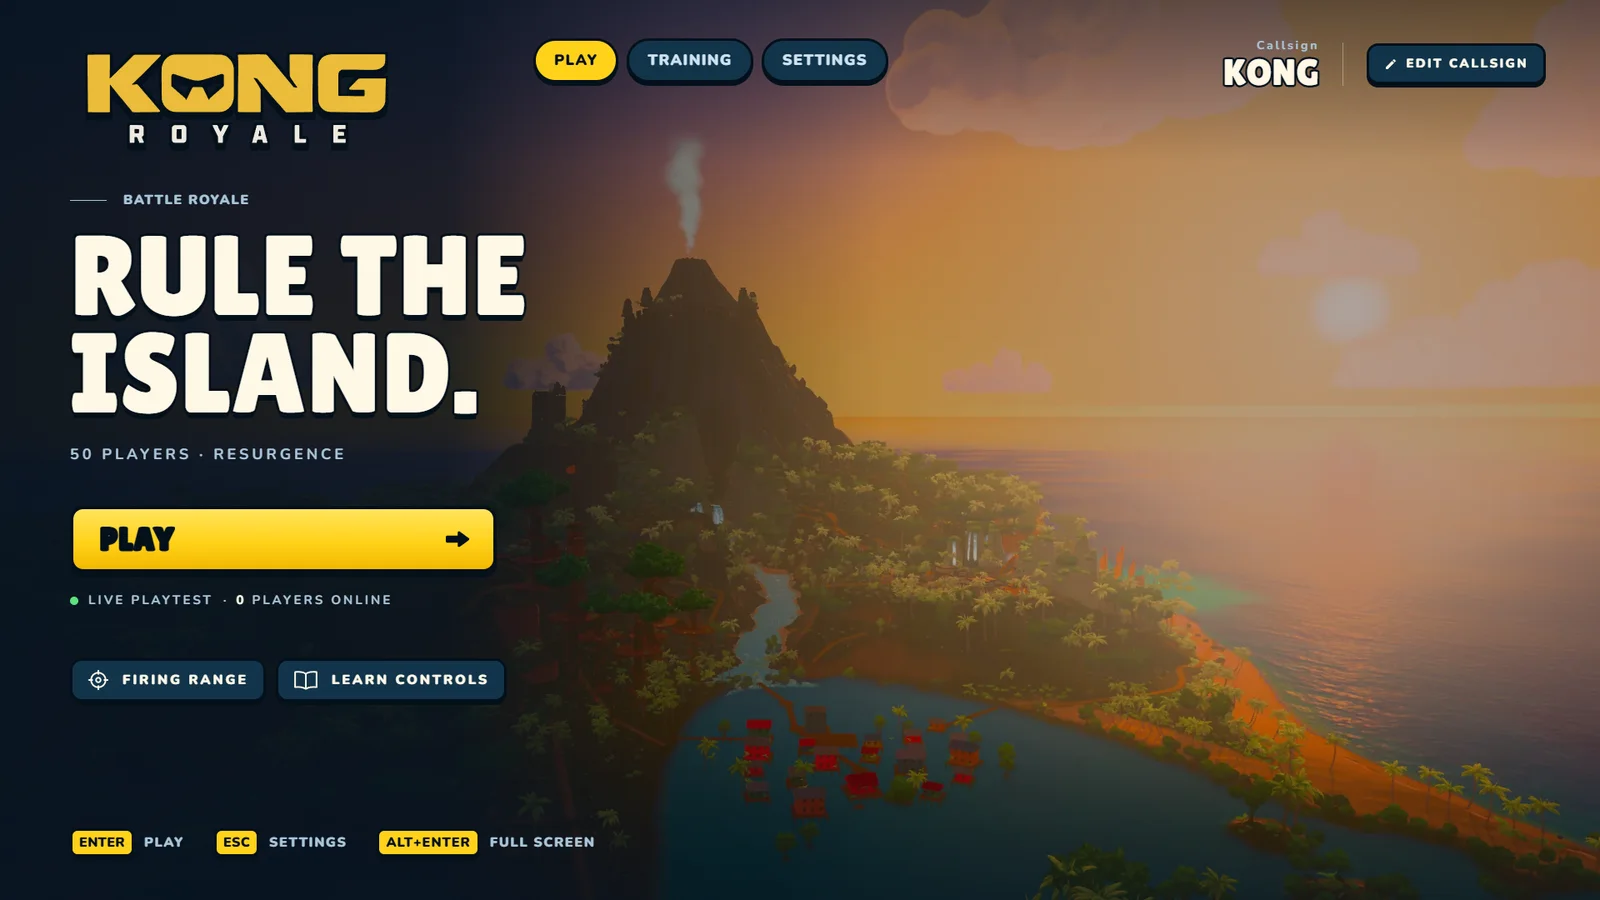 KONG
ROYALE
PLAY
TRAINING
SETTINGS
Callsign
KONG
EDIT CALLSIGN
BATTLE ROYALE
RULE THE
ISLAND.
50 PLAYERS · RESURGENCE
PLAY
LIVE PLAYTEST · 0 PLAYERS ONLINE
FIRING RANGE
LEARN CONTROLS
ENTER PLAY ESC SETTINGS ALT+ENTER FULL SCREEN